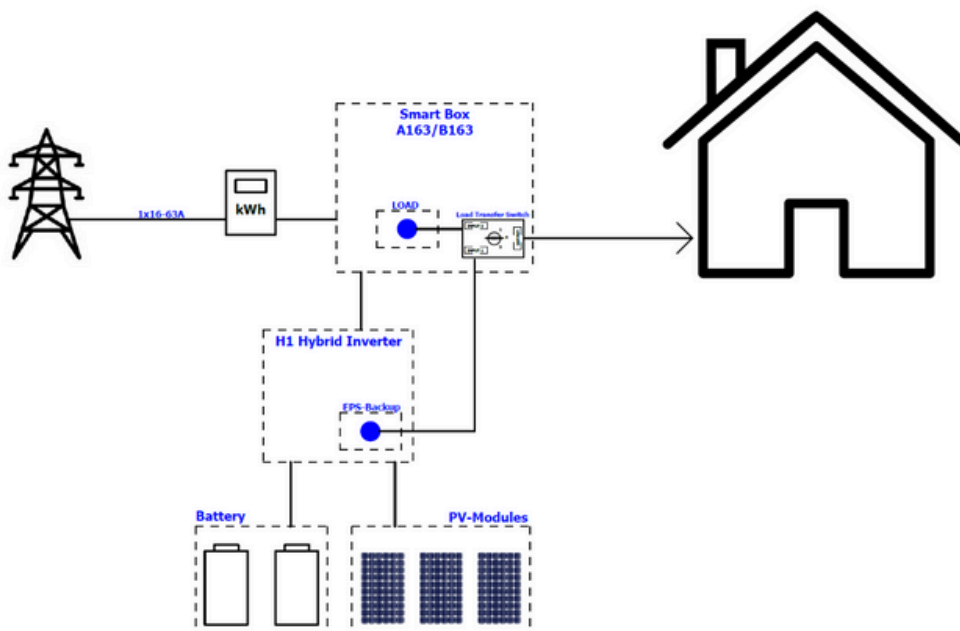 Smart Box
A163/B163
kWh
1x16-63A
LOAD
Load Transfer Switch
H1 Hybrid Inverter
EPS-Backup
Battery
PV-Modules